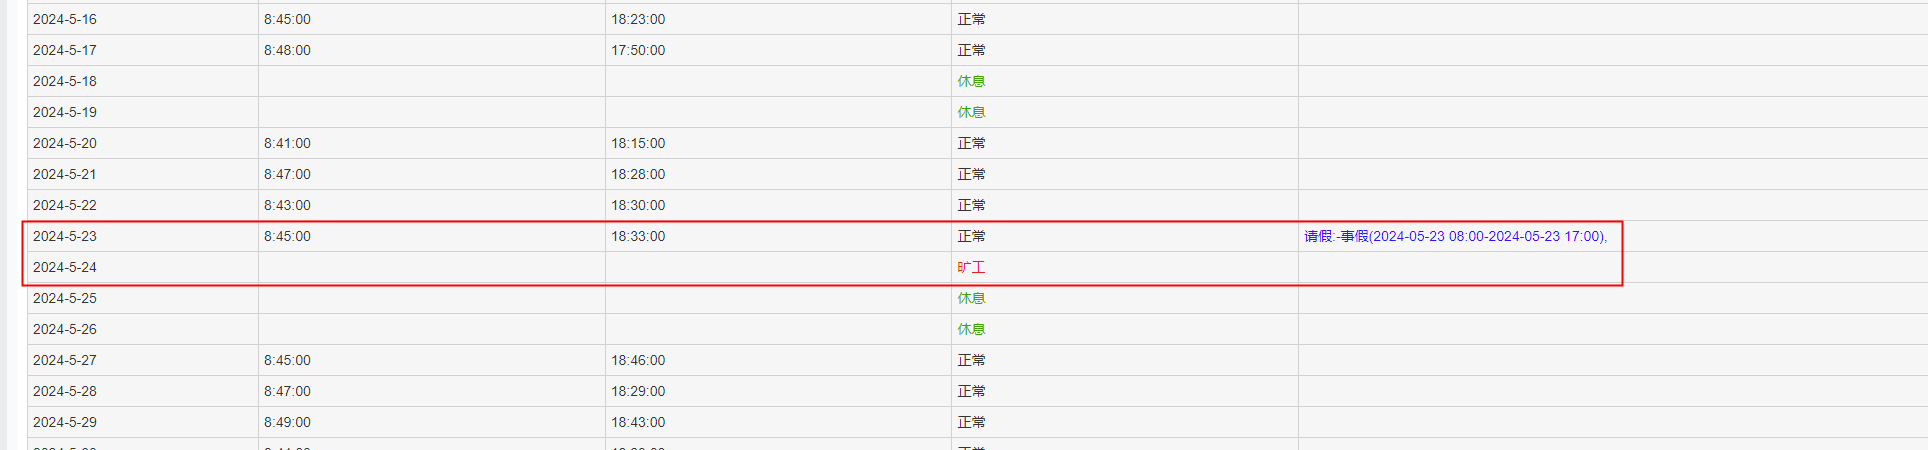 2024-5-16 8:45:00 18:23:00 正常
2024-5-17 8:48:00 17:50:00 正常
2024-5-18 休息
2024-5-19 休息
2024-5-20 8:41:00 18:15:00 正常
2024-5-21 8:47:00 18:28:00 正常
2024-5-22 8:43:00 18:30:00 正常
2024-5-23 8:45:00 18:33:00 正常 请假:-事假(2024-05-23 08:00-2024-05-23 17:00),
2024-5-24 旷工
2024-5-25 休息
2024-5-26 休息
2024-5-27 8:45:00 18:46:00 正常
2024-5-28 8:47:00 18:29:00 正常
2024-5-29 8:49:00 18:43:00 正常